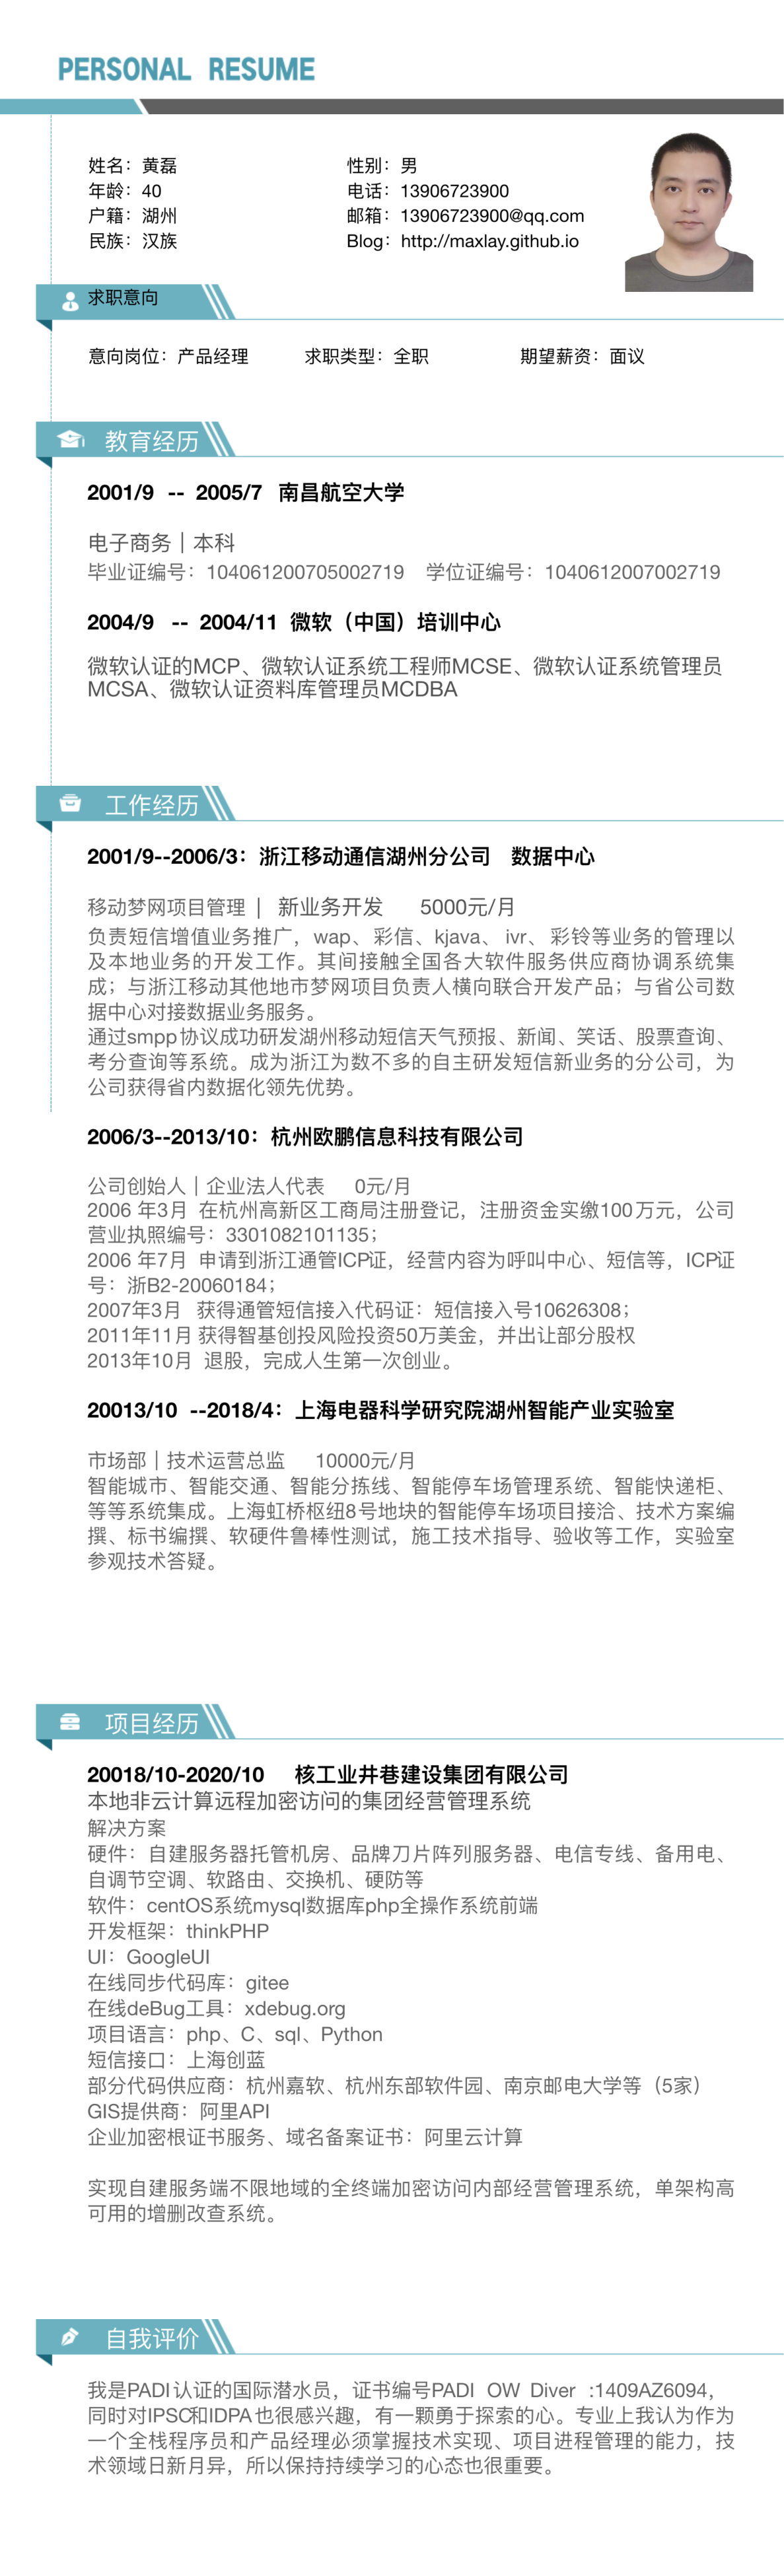 PERSONAL RESUME
姓名：黄磊
性别：男
年龄：40
电话：13906723900
户籍：湖州
邮箱：13906723900@qq.com
民族：汉族
Blog：http://maxlay.github.io
求职意向
意向岗位：产品经理 求职类型：全职 期望薪资：面议
教育经历
2001/9 -- 2005/7 南昌航空大学
电子商务｜本科
毕业证编号：104061200705002719 学位证编号：1040612007002719
2004/9 -- 2004/11 微软（中国）培训中心
微软认证的MCP、微软认证系统工程师MCSE、微软认证系统管理员
MCSA、微软认证资料库管理员MCDBA
工作经历
2001/9--2006/3：浙江移动通信湖州分公司 数据中心
移动梦网项目管理｜ 新业务开发 5000元/月
负责短信增值业务推广，wap、彩信、kjava、 ivr、 彩铃等业务的管理以
及本地业务的开发工作。其间接触全国各大软件服务供应商协调系统集
成；与浙江移动其他地市梦网项目负责人横向联合开发产品；与省公司数
据中心对接数据业务服务。
通过smpp协议成功研发湖州移动短信天气预报、新闻、笑话、股票查询、
考分查询等系统。成为浙江为数不多的自主研发短信新业务的分公司，为
公司获得省内数据化领先优势。
2006/3--2013/10：杭州欧鹏信息科技有限公司
公司创始人｜企业法人代表 0元/月
2006 年3月 在杭州高新区工商局注册登记，注册资金实缴100万元，公司
营业执照编号：3301082101135；
2006 年7月 申请到浙江通管ICP证，经营内容为呼叫中心、短信等，ICP证
号：浙B2-20060184；
2007年3月 获得通管短信接入代码证：短信接入号10626308；
2011年11月 获得智基创投风险投资50万美金，并出让部分股权
2013年10月 退股，完成人生第一次创业。
20013/10 --2018/4：上海电器科学研究院湖州智能产业实验室
市场部｜技术运营总监 10000元/月
智能城市、智能交通、智能分拣线、智能停车场管理系统、智能快递柜、
等等系统集成。上海虹桥枢纽8号地块的智能停车场项目接洽、技术方案编
撰、标书编撰、软硬件鲁棒性测试，施工技术指导、验收等工作，实验室
参观技术答疑。
项目经历
20018/10-2020/10 核工业井巷建设集团有限公司
本地非云计算远程加密访问的集团经营管理系统
解决方案
硬件：自建服务器托管机房、品牌刀片阵列服务器、电信专线、备用电、
自调节空调、软路由、交换机、硬防等
软件：centOS系统mysql数据库php全操作系统前端
开发框架：thinkPHP
UI：GoogleUI
在线同步代码库：gitee
在线deBug工具：xdebug.org
项目语言：php、C、sql、Python
短信接口：上海创蓝
部分代码供应商：杭州嘉软、杭州东部软件园、南京邮电大学等（5家）
GIS提供商：阿里API
企业加密根证书服务、域名备案证书：阿里云计算
实现自建服务端不限地域的全终端加密访问内部经营管理系统，单架构高
可用的增删改查系统。
自我评价
我是PADI认证的国际潜水员，证书编号PADI OW Diver :1409AZ6094，
同时对IPSC和IDPA也很感兴趣，有一颗勇于探索的心。专业上我认为作为
一个全栈程序员和产品经理必须掌握技术实现、项目进程管理的能力，技
术领域日新月异，所以保持持续学习的心态也很重要。